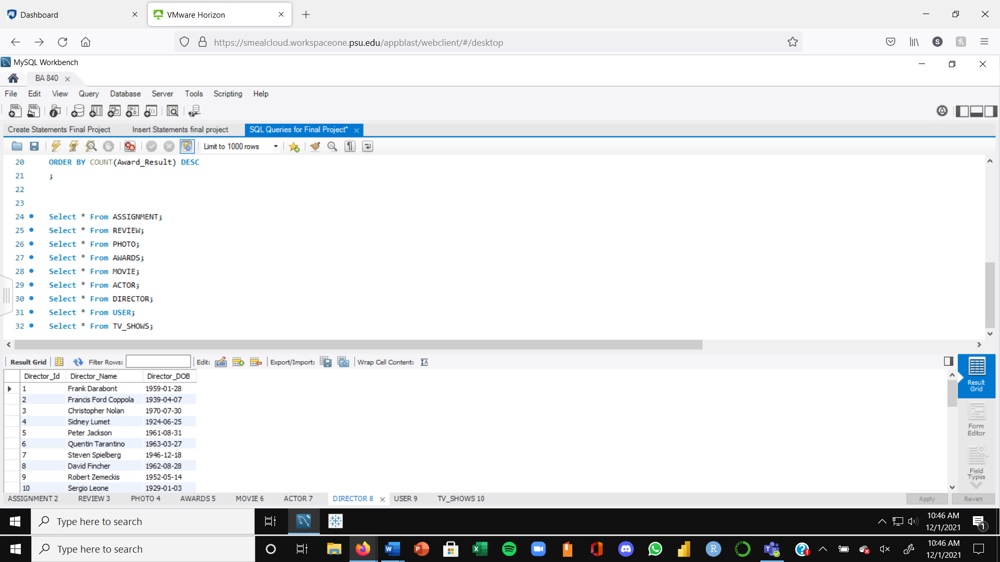 Dashboard
VMware Horizon
https://smealcloud.workspaceone.psu.edu/appblast/webclient/#/desktop
MySQL Workbench
BA 840
File Edit View Query Database Server Tools Scripting Help
Create Statements Final Project Insert Statements final project SQL Queries for Final Project*
Limit to 1000 rows
20 ORDER BY COUNT(Award_Result) DESC
21 ;
22
23
24 Select * From ASSIGNMENT;
25 Select * From REVIEW;
26 Select * From PHOTO;
27 Select * From AWARDS;
28 Select * From MOVIE;
29 Select * From ACTOR;
30 Select * From DIRECTOR;
31 Select * From USER;
32 Select * From TV_SHOWS;
Result Grid Filter Rows: Edit: Export/Import: Wrap Cell Content:
Director_Id Director_Name Director_DOB
1 Frank Darabont 1959-01-28
2 Francis Ford Coppola 1939-04-07
3 Christopher Nolan 1970-07-30
4 Sidney Lumet 1924-06-25
5 Peter Jackson 1961-08-31
6 Quentin Tarantino 1963-03-27
7 Steven Spielberg 1946-12-18
8 David Fincher 1962-08-28
9 Robert Zemeckis 1952-05-14
10 Sergio Leone 1929-01-03
Result
Grid
Form
Editor
Field
Types
ASSIGNMENT 2 REVIEW 3 PHOTO 4 AWARDS 5 MOVIE 6 ACTOR 7 DIRECTOR 8 USER 9 TV_SHOWS 10
Apply Revert
Type here to search
10:46 AM
12/1/2021
1
Type here to search
10:46 AM
12/1/2021